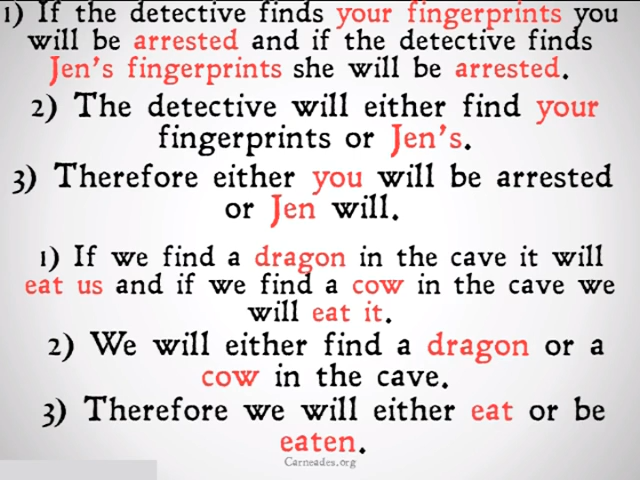 1) If the detective finds your fingerprints you
will be arrested and if the detective finds
Jen's fingerprints she will be arrested.
2) The detective will either find your
fingerprints or Jen's.
3) Therefore either you will be arrested
or Jen will.
1) If we find a dragon in the cave it will
eat us and if we find a cow in the cave we
will eat it.
2) We will either find a dragon or a
cow in the cave.
3) Therefore we will either eat or be
eaten.
Carneades.org